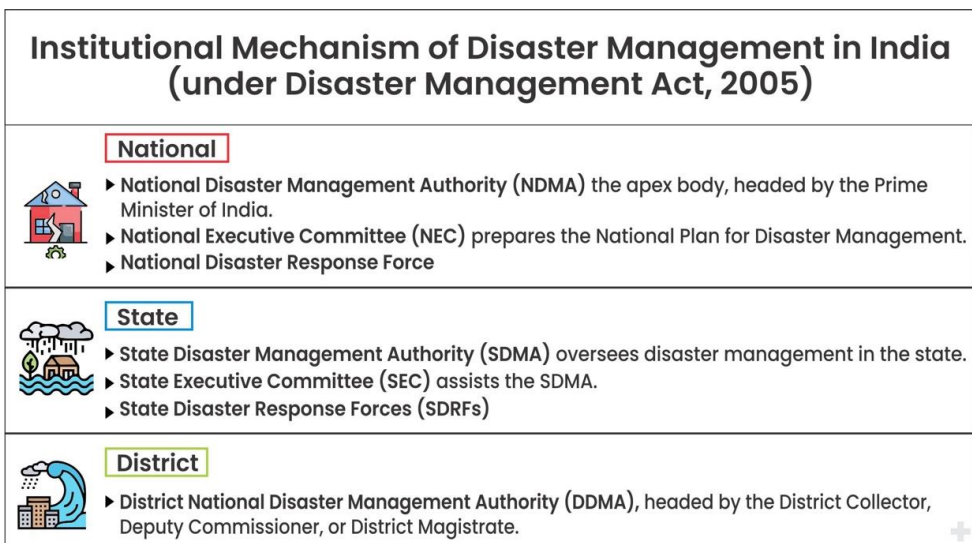 Institutional Mechanism of Disaster Management in India
(under Disaster Management Act, 2005)
National
▸ National Disaster Management Authority (NDMA) the apex body, headed by the Prime
Minister of India.
▸ National Executive Committee (NEC) prepares the National Plan for Disaster Management.
▸ National Disaster Response Force
State
▸ State Disaster Management Authority (SDMA) oversees disaster management in the state.
▸ State Executive Committee (SEC) assists the SDMA.
▸ State Disaster Response Forces (SDRFs)
District
▸ District National Disaster Management Authority (DDMA), headed by the District Collector,
Deputy Commissioner, or District Magistrate.